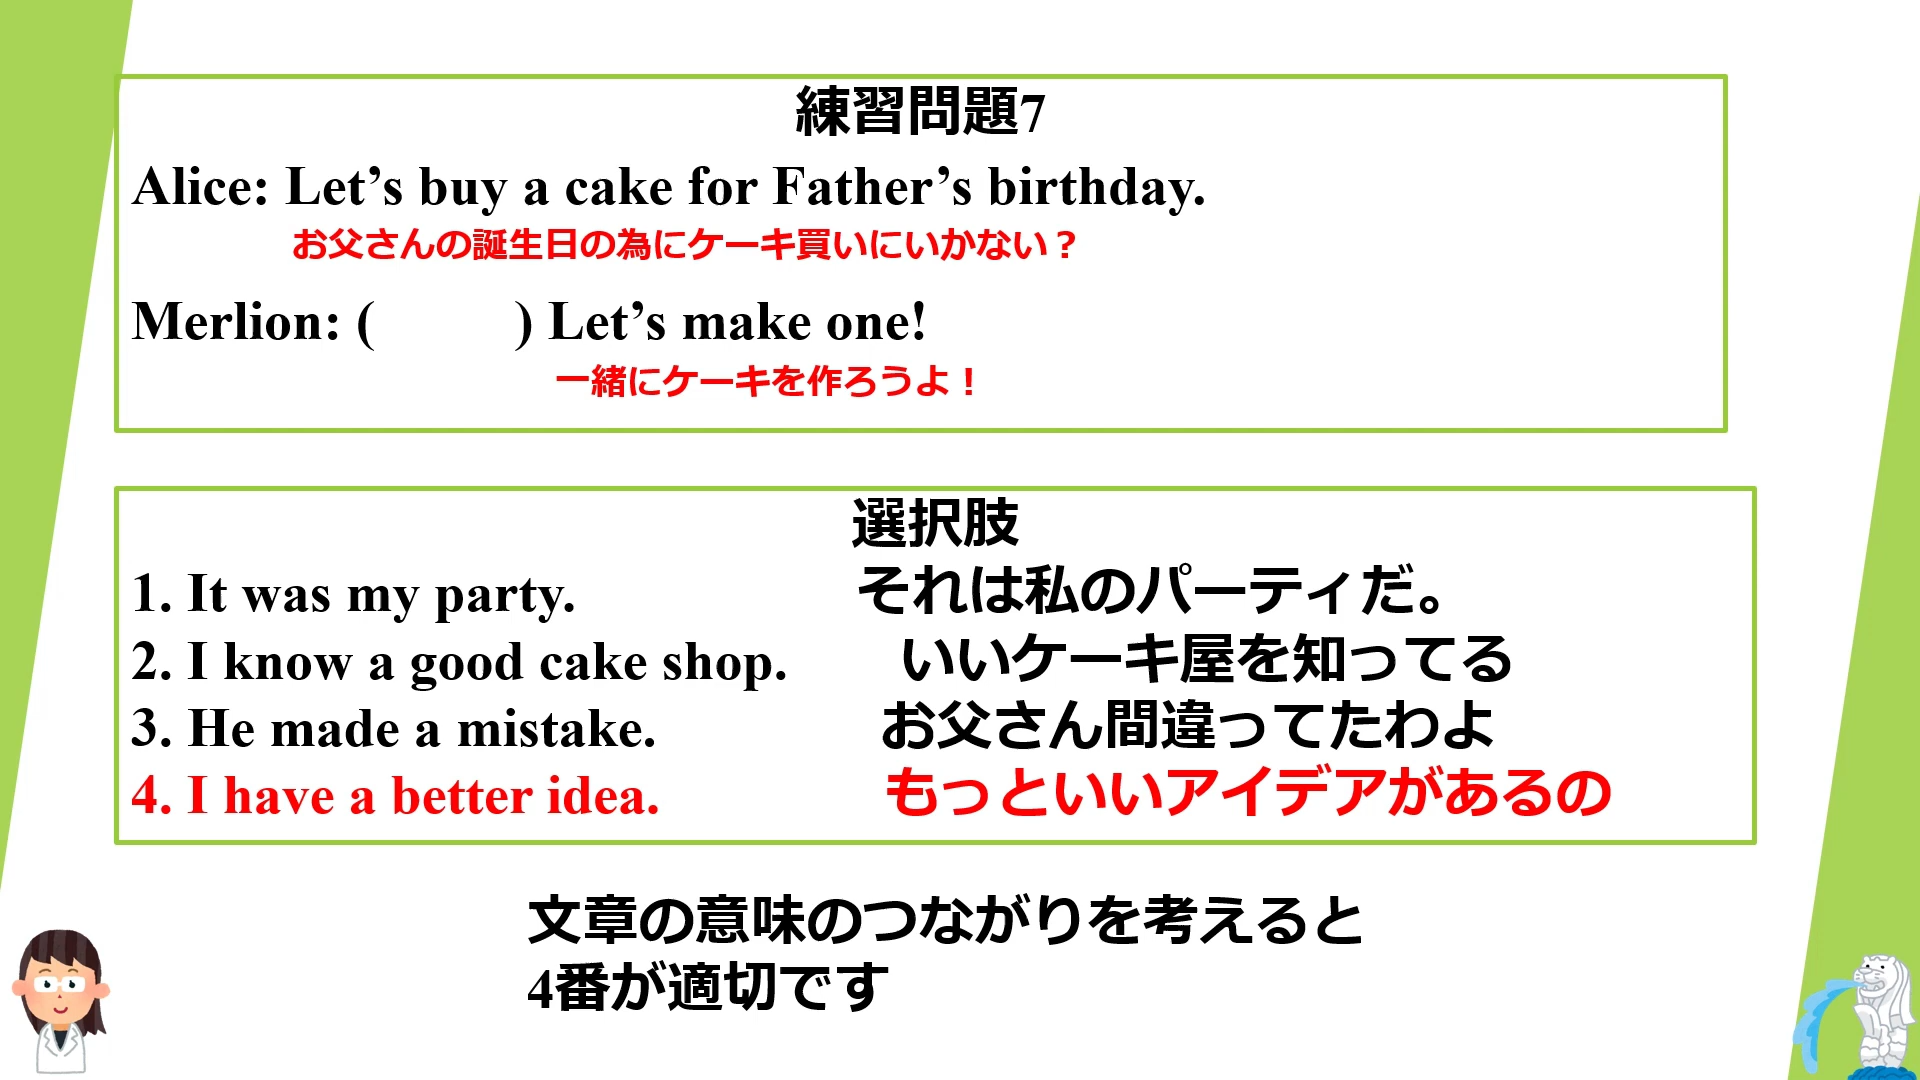 練習問題7
Alice: Let’s buy a cake for Father’s birthday.
お父さんの誕生日の為にケーキ買いにいかない？
Merlion: ( ) Let’s make one!
一緒にケーキを作ろうよ！
選択肢
1. It was my party. それは私のパーティだ。
2. I know a good cake shop. いいケーキ屋を知ってる
3. He made a mistake. お父さん間違ってたわよ
4. I have a better idea. もっといいアイデアがあるの
文章の意味のつながりを考えると
4番が適切です